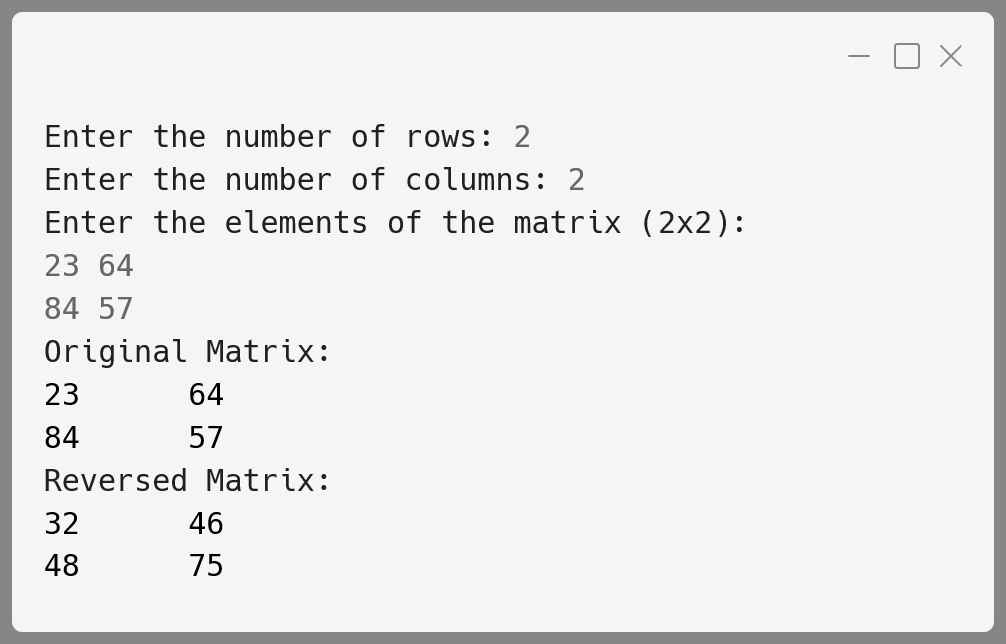 Enter the number of rows: 2
Enter the number of columns: 2
Enter the elements of the matrix (2x2):
23 64
84 57
Original Matrix:
23      64
84      57
Reversed Matrix:
32      46
48      75